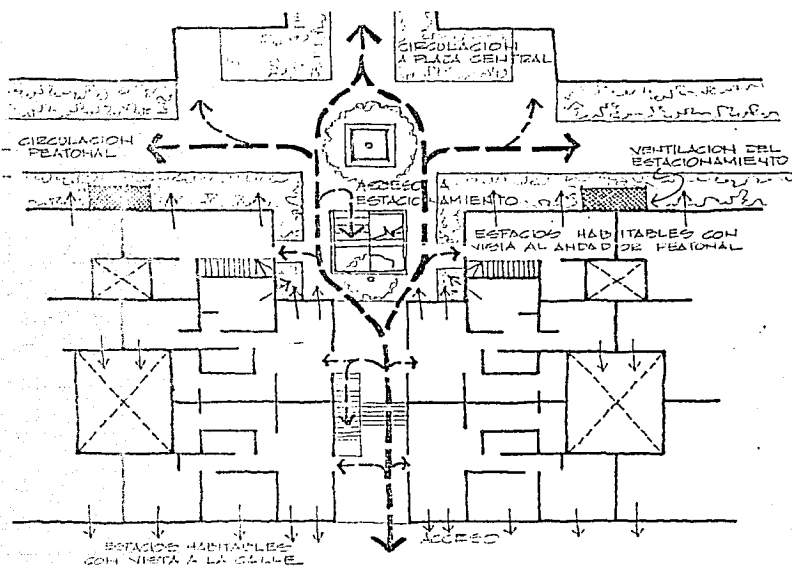 CIRCULACION
A PLAZA CENTRAL
CIRCULACION
PEATONAL
VENTILACION DEL
ESTACIONAMIENTO
ACCESO A
ESTACIONAMIENTO
ESPACIOS HABITABLES CON
VISTA AL ANDADOR PEATONAL
ACCESO
ESPACIOS HABITABLES
CON VISTA A LA CALLE